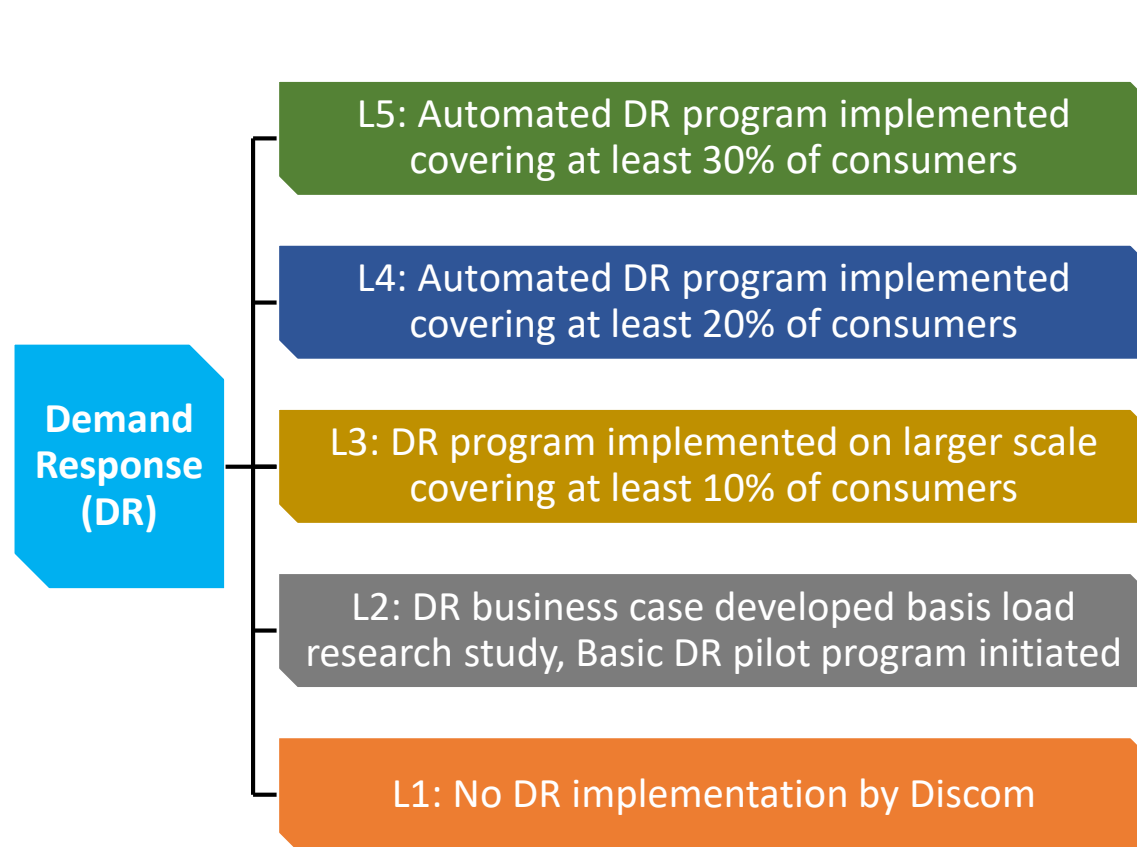 L5: Automated DR program implemented
covering at least 30% of consumers
L4: Automated DR program implemented
covering at least 20% of consumers
Demand
Response
(DR)
L3: DR program implemented on larger scale
covering at least 10% of consumers
L2: DR business case developed basis load
research study, Basic DR pilot program initiated
L1: No DR implementation by Discom